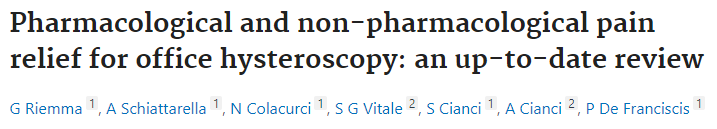 Pharmacological and non-pharmacological pain
relief for office hysteroscopy: an up-to-date review
G Riemma 1, A Schiattarella 1, N Colacurci 1, S G Vitale 2, S Cianci 1, A Cianci 2, P De Franciscis 1